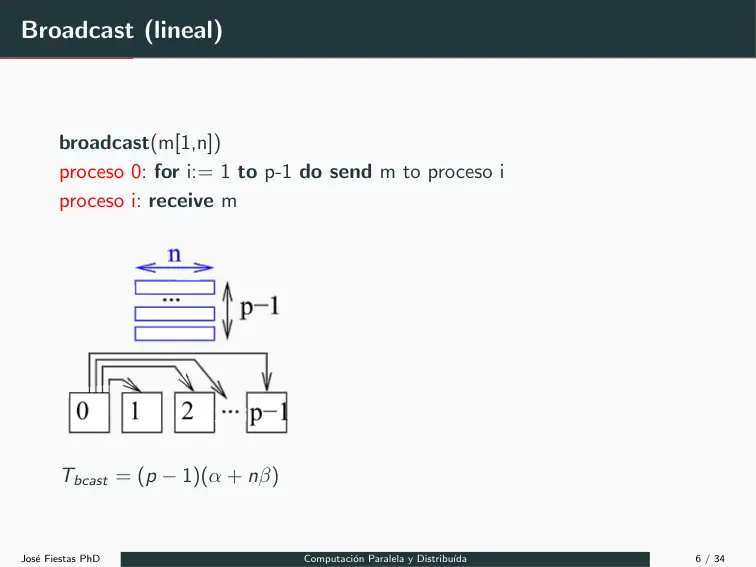 Broadcast (lineal)
broadcast(m[1,n])
proceso 0: for i:= 1 to p-1 do send m to proceso i
proceso i: receive m
n
...
p−1
0 1 2 ... p−1
T_bcast = (p − 1)(α + nβ)
José Fiestas PhD Computación Paralela y Distribuída 6 / 34